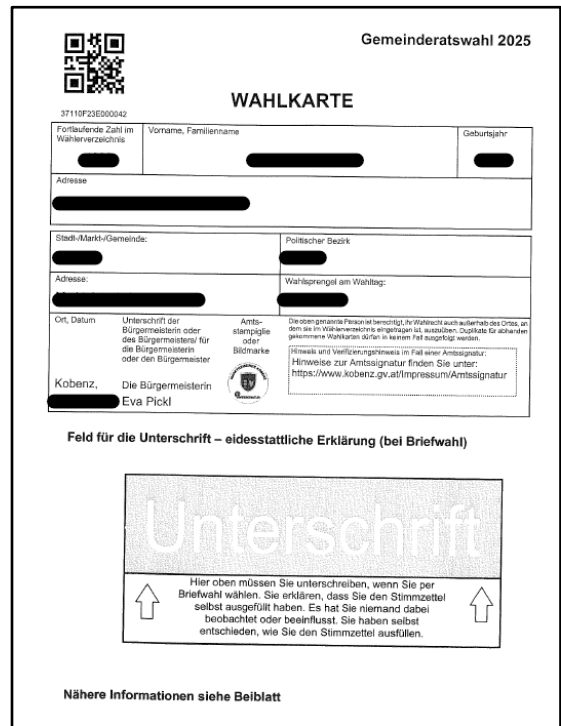 Gemeinderatswahl 2025
WAHLKARTE
37110F23E000042
Fortlaufende Zahl im
Wählerverzeichnis
Vorname, Familienname
Geburtsjahr
Adresse
Stadt-/Markt-/Gemeinde:
Politischer Bezirk
Adresse:
Wahlsprengel am Wahltag:
Ort, Datum
Unterschrift der
Bürgermeisterin oder
des Bürgermeisters/ für
die Bürgermeisterin
oder den Bürgermeister
Amts-
stampiglie
oder
Bildmarke
Die oben genannte Person ist berechtigt, ihr Wahlrecht auch außerhalb des Ortes, an
dem sie im Wählerverzeichnis eingetragen ist, auszuüben. Duplikate für abhanden
gekommene Wahlkarten dürfen in keinem Fall ausgefolgt werden.
Hinweis und Verifizierungshinweis im Fall einer Amtssignatur:
Hinweise zur Amtssignatur finden Sie unter:
https://www.kobenz.gv.at/Impressum/Amtssignatur
Kobenz,
Die Bürgermeisterin
Eva Pickl
Feld für die Unterschrift – eidesstattliche Erklärung (bei Briefwahl)
Unterschrift
Hier oben müssen Sie unterschreiben, wenn Sie per
Briefwahl wählen. Sie erklären, dass Sie den Stimmzettel
selbst ausgefüllt haben. Es hat Sie niemand dabei
beobachtet oder beeinflusst. Sie haben selbst
entschieden, wie Sie den Stimmzettel ausfüllen.
Nähere Informationen siehe Beiblatt